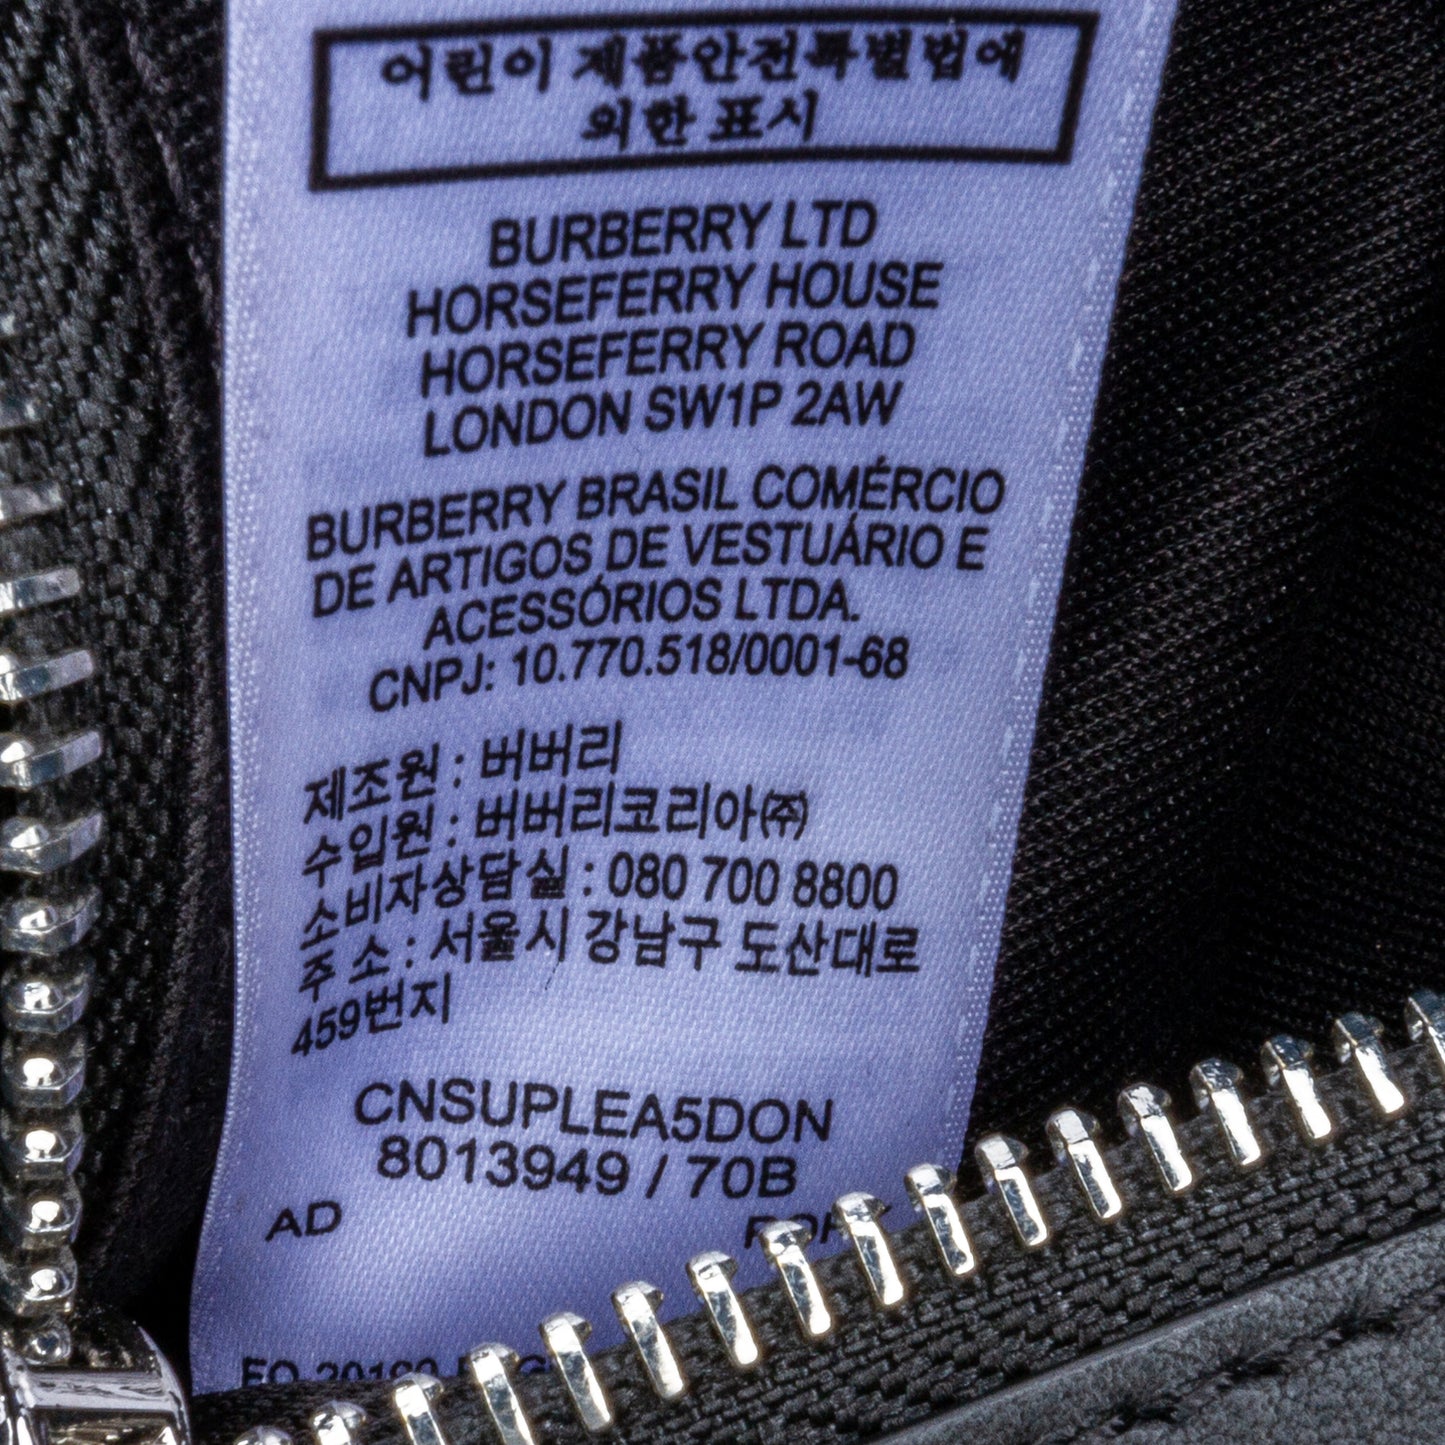 어린이 제품안전특별법에
의한 표시
BURBERRY LTD
HORSEFERRY HOUSE
HORSEFERRY ROAD
LONDON SW1P 2AW
BURBERRY BRASIL COMÉRCIO
DE ARTIGOS DE VESTUÁRIO E
ACESSÓRIOS LTDA.
CNPJ: 10.770.518/0001-68
제조원 : 버버리
수입원 : 버버리코리아㈜
소비자상담실 : 080 700 8800
주 소 : 서울시 강남구 도산대로
459번지
CNSUPLEA5DON
8013949 / 70B
AD